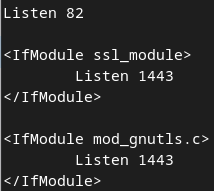 Listen 82

<IfModule ssl_module>
        Listen 1443
</IfModule>

<IfModule mod_gnutls.c>
        Listen 1443
</IfModule>